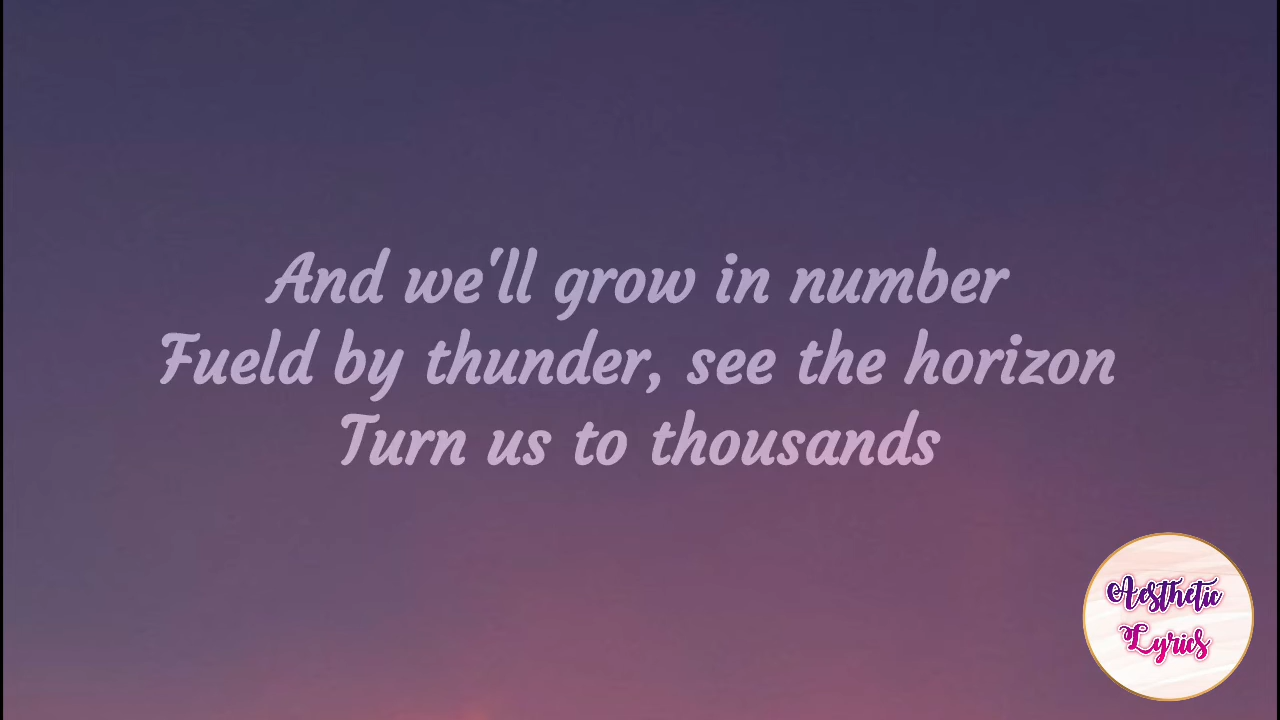 And we'll grow in number
Fueld by thunder, see the horizon
Turn us to thousands
Aesthetic
Lyrics